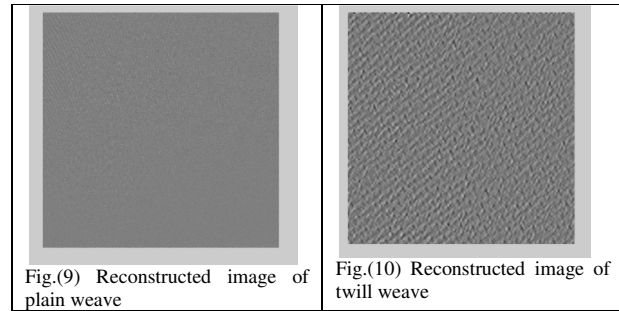 Fig.(9) Reconstructed image of
plain weave
Fig.(10) Reconstructed image of
twill weave